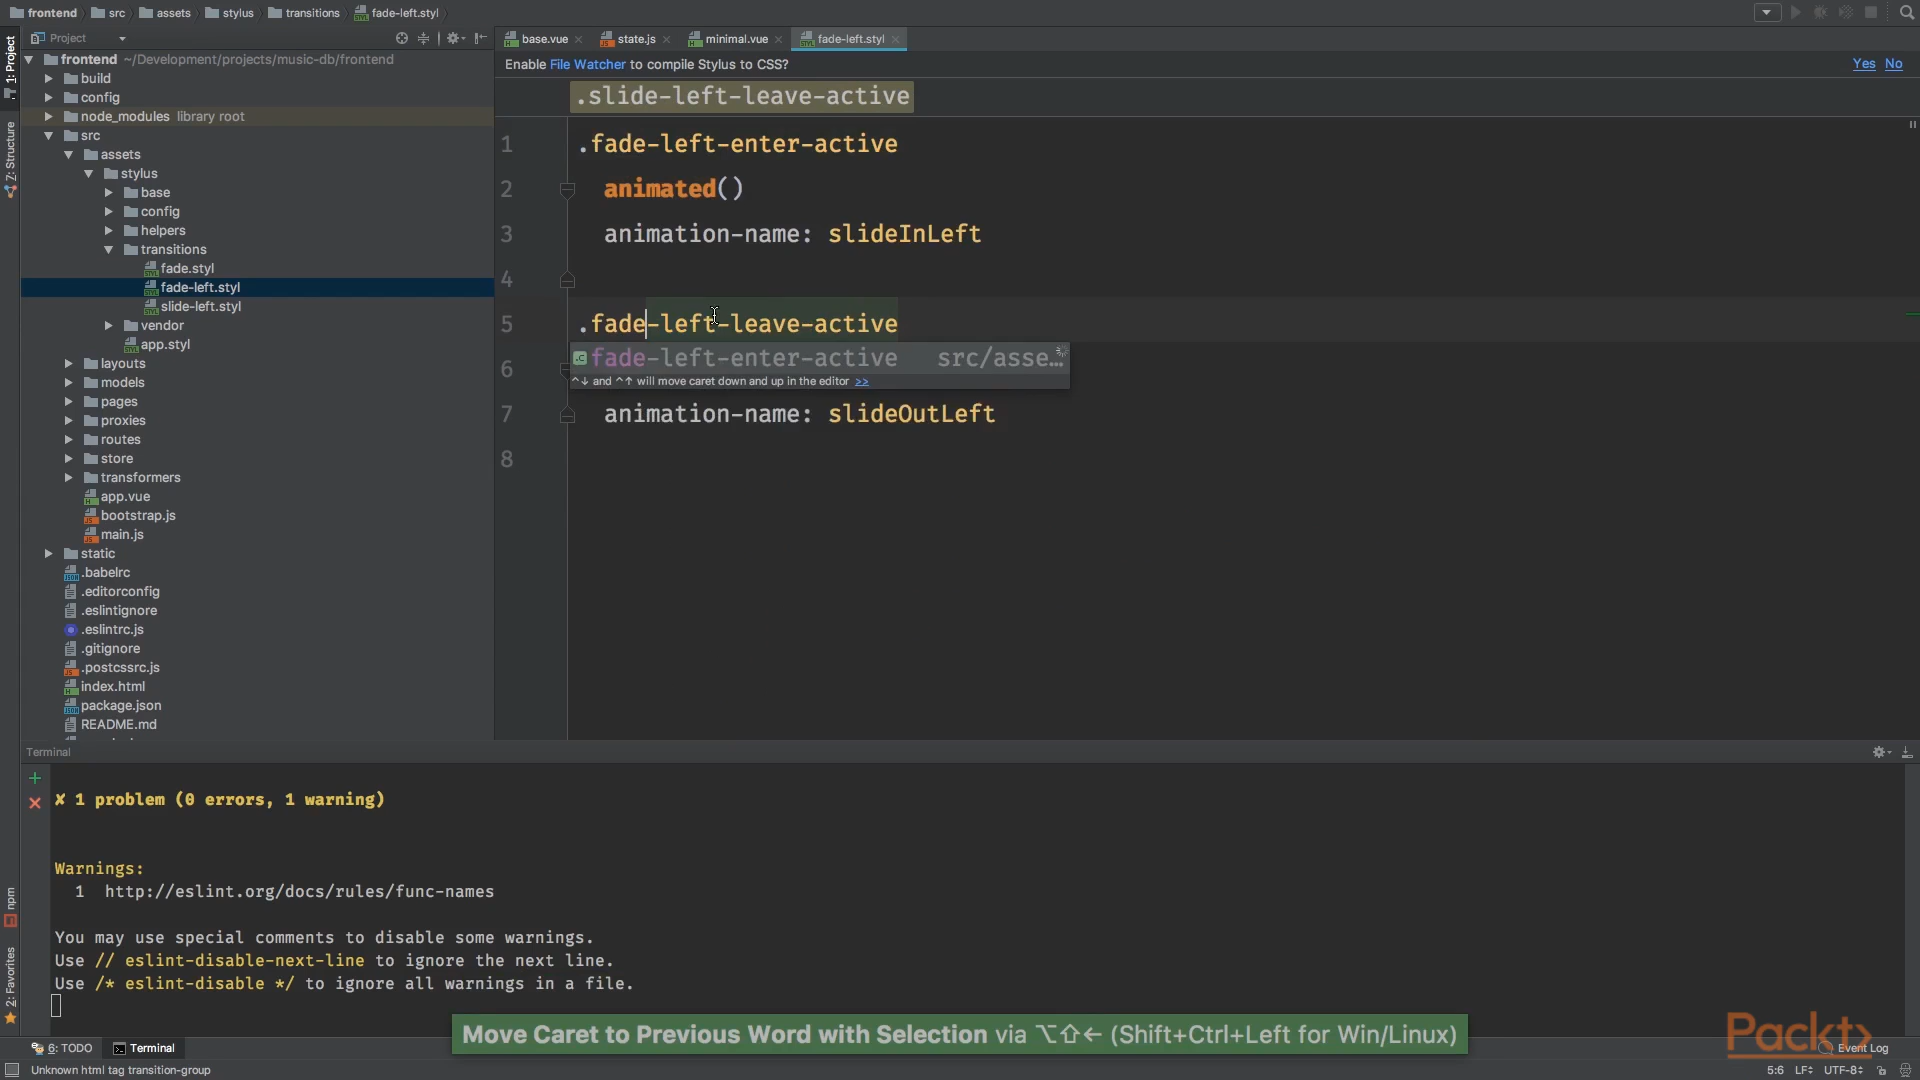 frontend src assets stylus transitions fade-left.styl
Project
base.vue state.js minimal.vue fade-left.styl
Enable File Watcher to compile Stylus to CSS? Yes No
1: Project
Z: Structure
npm
2: Favorites
frontend ~/Development/projects/music-db/frontend
build
config
node_modules library root
src
assets
stylus
base
config
helpers
transitions
fade.styl
fade-left.styl
slide-left.styl
vendor
app.styl
layouts
models
pages
proxies
routes
store
transformers
app.vue
bootstrap.js
main.js
static
.babelrc
.editorconfig
.eslintignore
.eslintrc.js
.gitignore
.postcssrc.js
index.html
package.json
README.md
.slide-left-leave-active
1 .fade-left-enter-active
2 animated()
3 animation-name: slideInLeft
4
5 .fade-left-leave-active
fade-left-enter-active src/asse…
6 ^↓ and ^↑ will move caret down and up in the editor >>
7 animation-name: slideOutLeft
8
Terminal
✘ 1 problem (0 errors, 1 warning)
Warnings:
1 http://eslint.org/docs/rules/func-names
You may use special comments to disable some warnings.
Use // eslint-disable-next-line to ignore the next line.
Use /* eslint-disable */ to ignore all warnings in a file.
Move Caret to Previous Word with Selection via ⌥⇧← (Shift+Ctrl+Left for Win/Linux)
Packt>
6: TODO Terminal Event Log
Unknown html tag transition-group 5:6 LF UTF-8